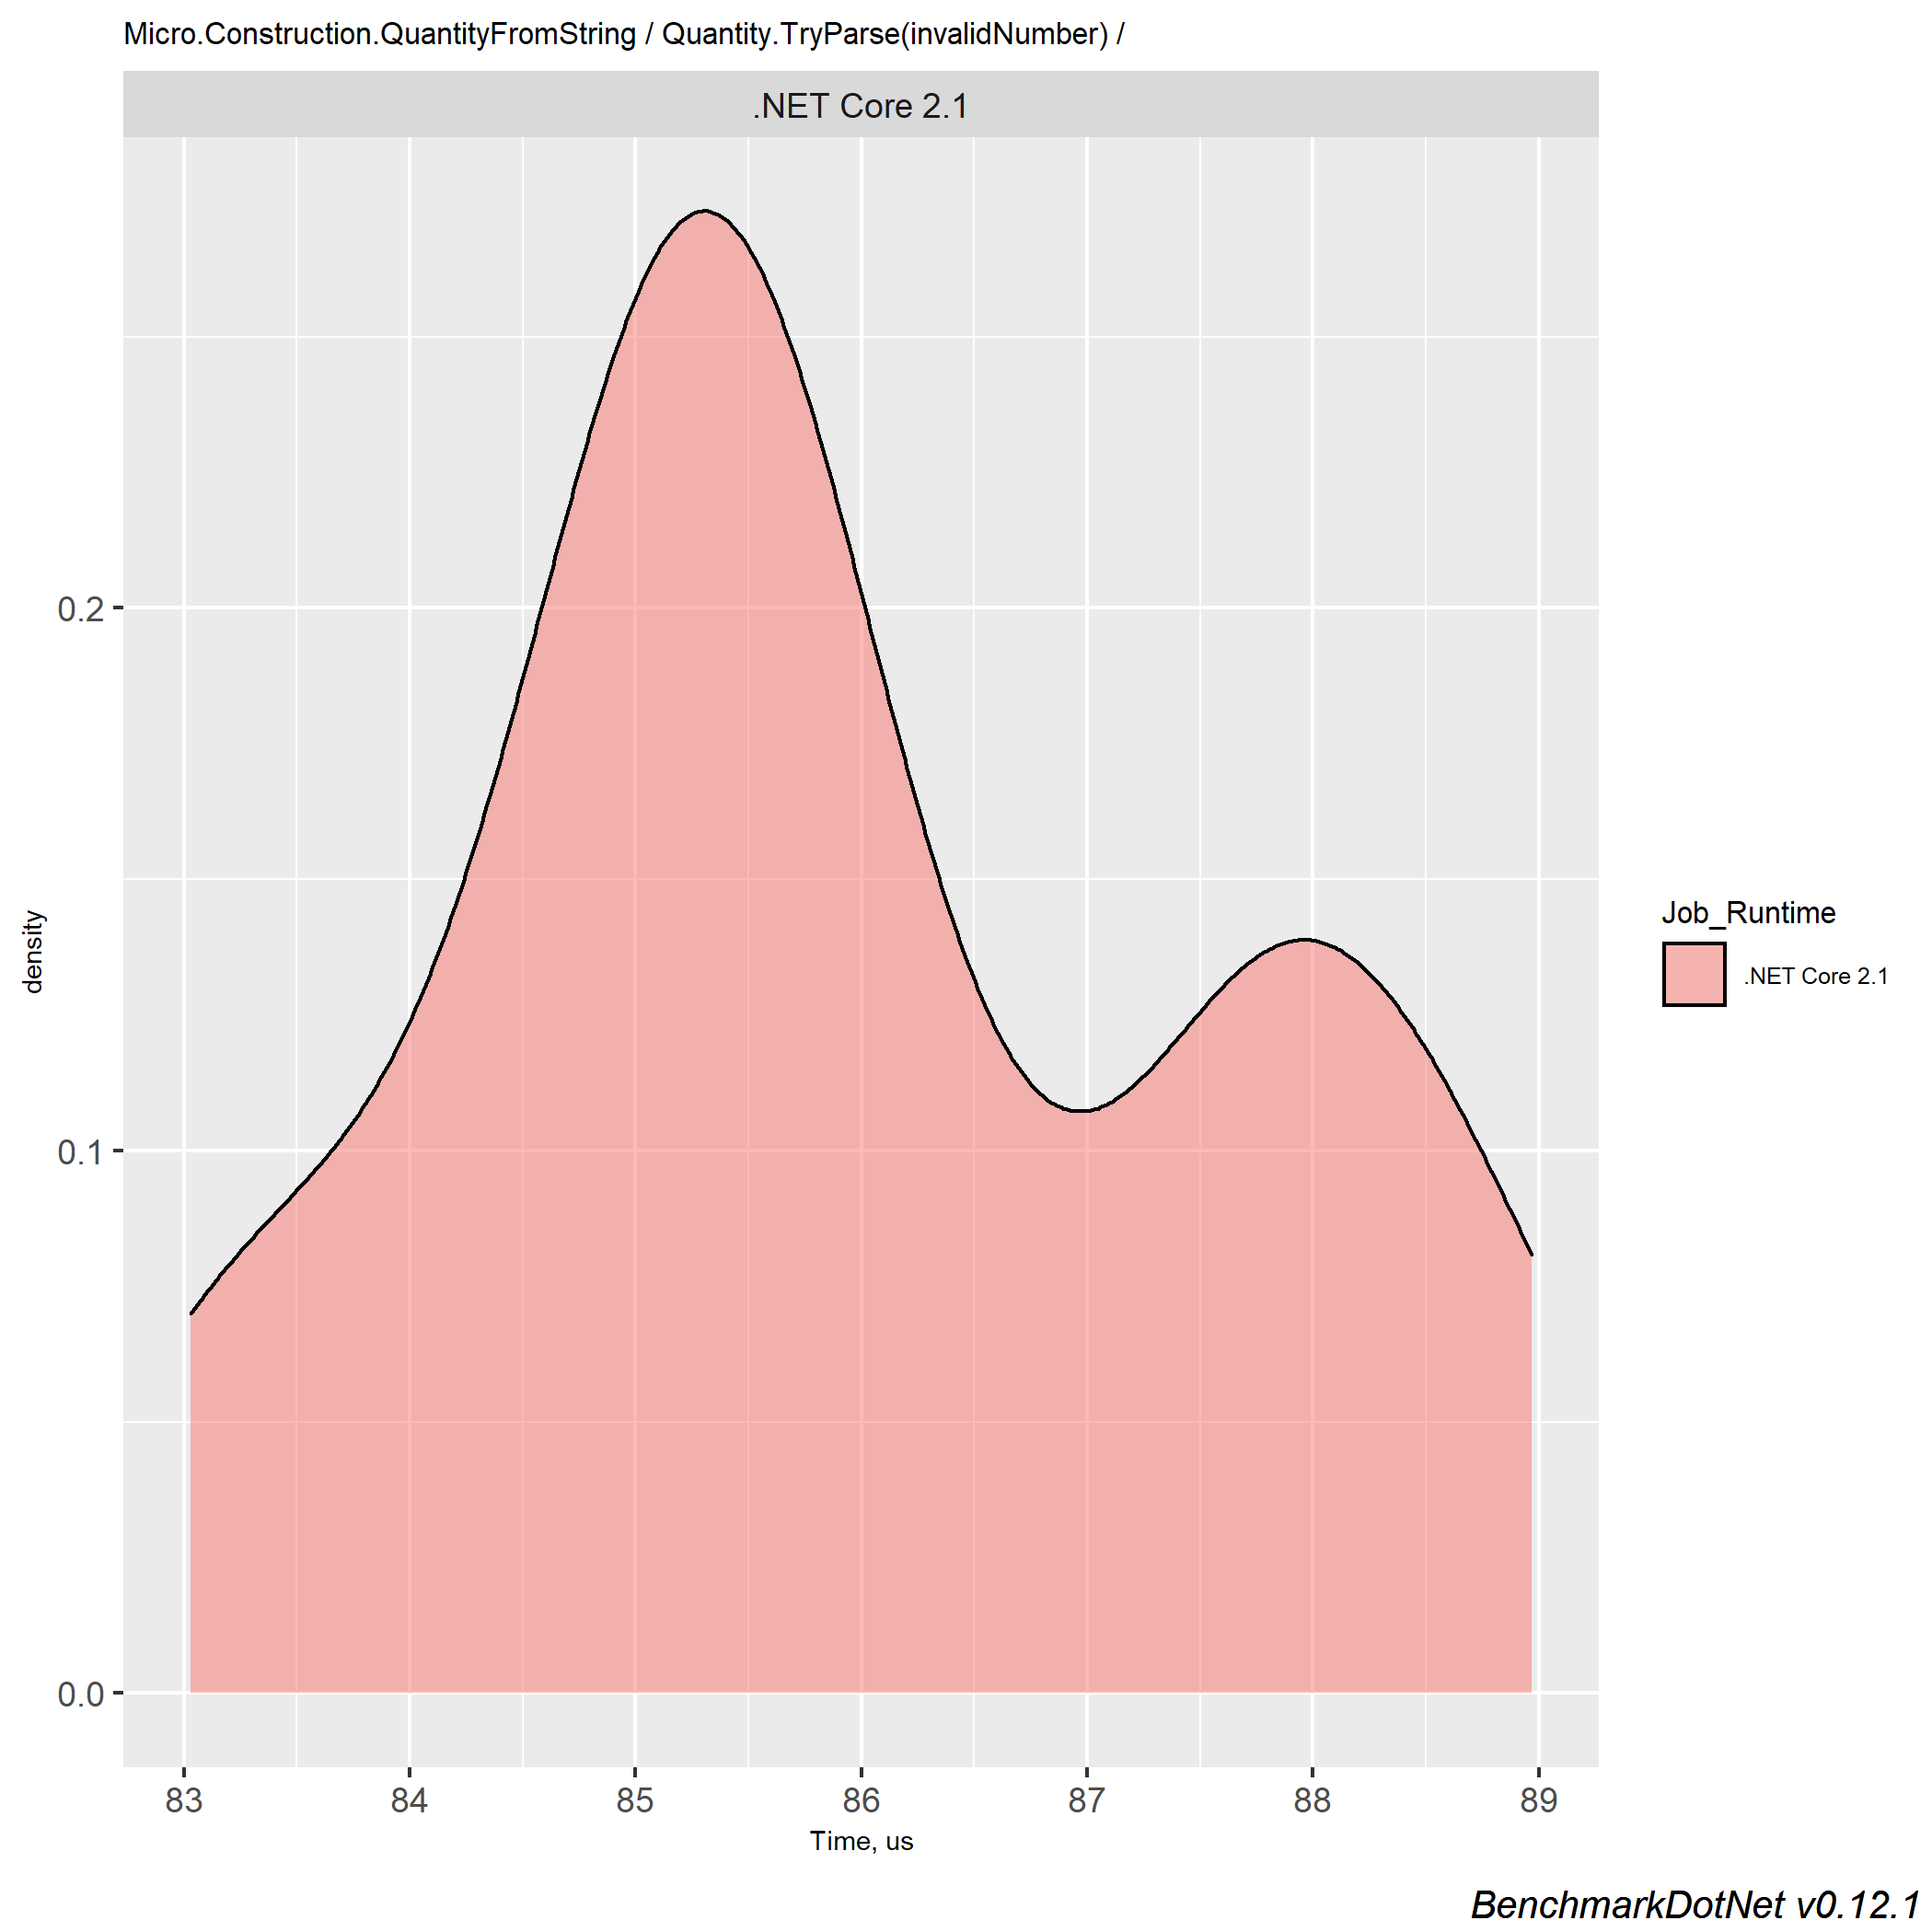 Micro.Construction.QuantityFromString / Quantity.TryParse(invalidNumber) /
.NET Core 2.1
0.2
0.1
0.0
density
83 84 85 86 87 88 89
Time, us
Job_Runtime
.NET Core 2.1
BenchmarkDotNet v0.12.1